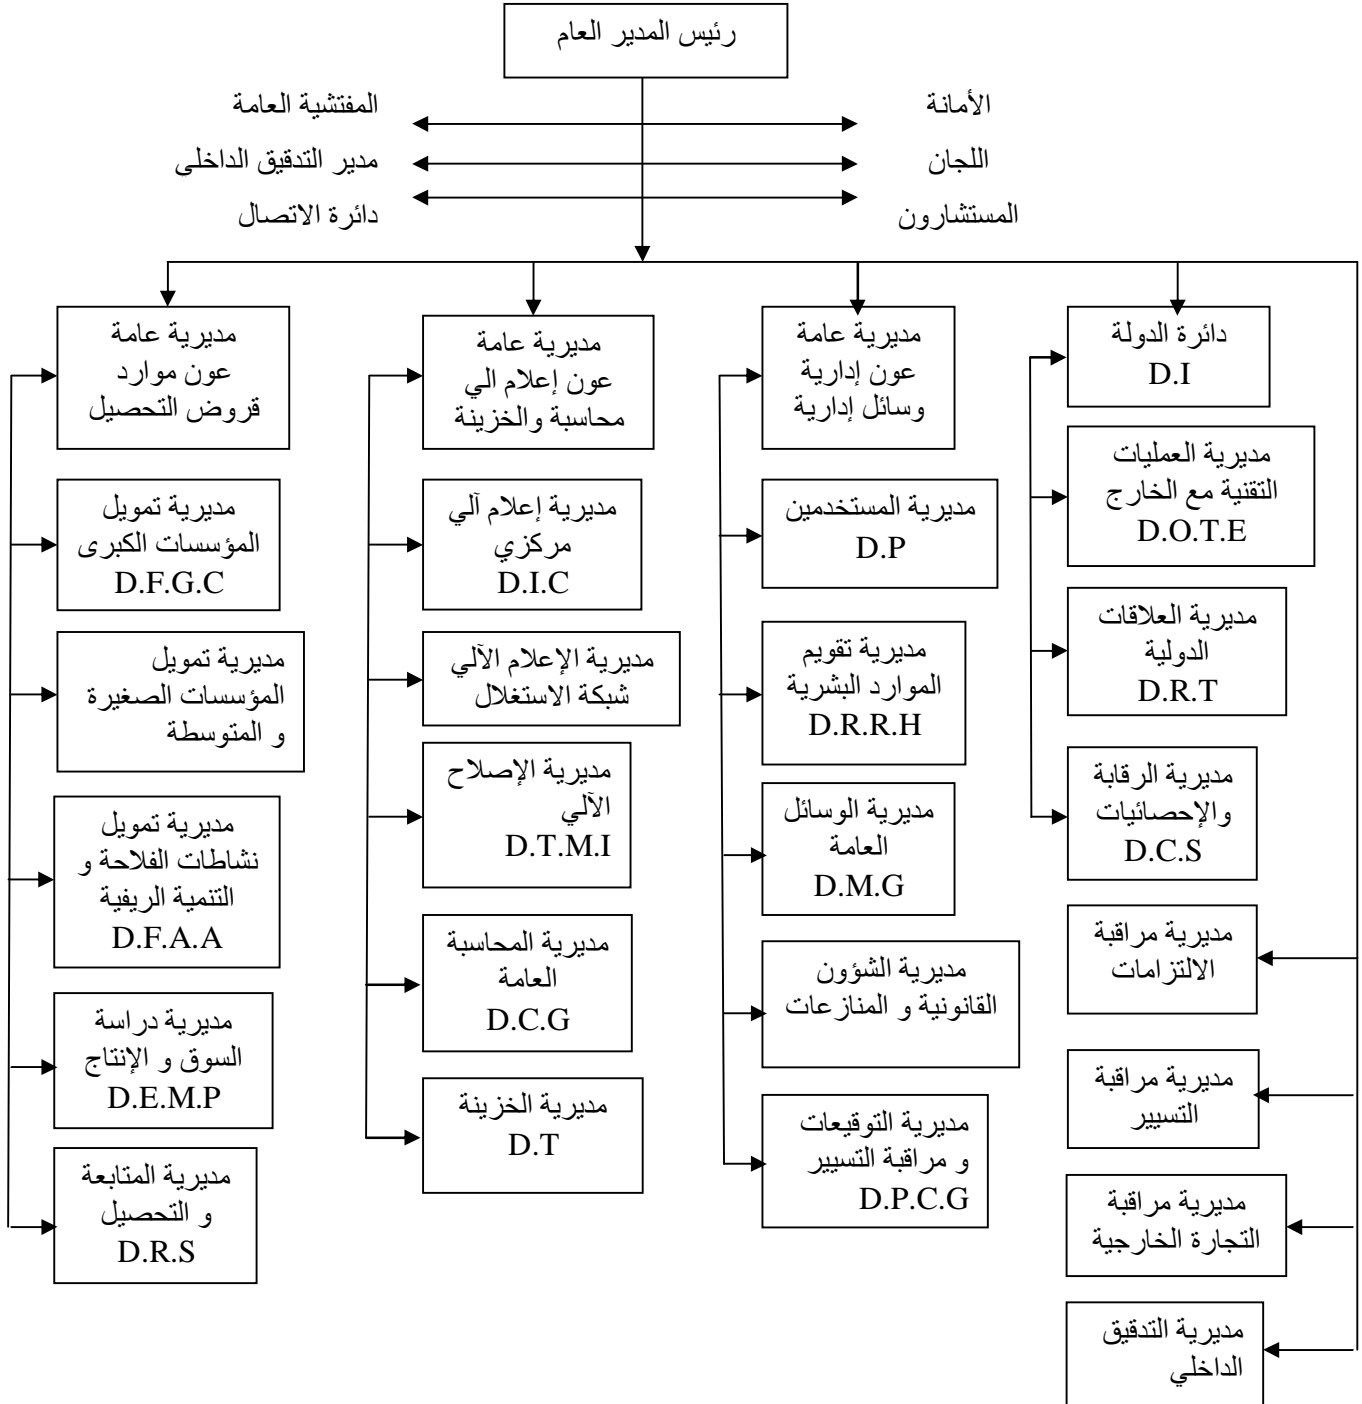 رئيس المدير العام
الأمانة
المفتشية العامة
اللجان
مدير التدقيق الداخلى
المستشارون
دائرة الاتصال
دائرة الدولة
D.I
مديرية العمليات
التقنية مع الخارج
D.O.T.E
مديرية العلاقات
الدولية
D.R.T
مديرية الرقابة
والإحصائيات
D.C.S
مديرية مراقبة
الالتزامات
مديرية مراقبة
التسيير
مديرية مراقبة
التجارة الخارجية
مديرية التدقيق
الداخلي
مديرية عامة
عون إدارية
وسائل إدارية
مديرية المستخدمين
D.P
مديرية تقويم
الموارد البشرية
D.R.R.H
مديرية الوسائل
العامة
D.M.G
مديرية الشؤون
القانونية و المنازعات
مديرية التوقيعات
و مراقبة التسيير
D.P.C.G
مديرية عامة
عون إعلام الي
محاسبة والخزينة
مديرية إعلام آلي
مركزي
D.I.C
مديرية الإعلام الآلي
شبكة الاستغلال
مديرية الإصلاح
الآلي
D.T.M.I
مديرية المحاسبة
العامة
D.C.G
مديرية الخزينة
D.T
مديرية عامة
عون موارد
قروض التحصيل
مديرية تمويل
المؤسسات الكبرى
D.F.G.C
مديرية تمويل
المؤسسات الصغيرة
و المتوسطة
مديرية تمويل
نشاطات الفلاحة و
التنمية الريفية
D.F.A.A
مديرية دراسة
السوق و الإنتاج
D.E.M.P
مديرية المتابعة
و التحصيل
D.R.S